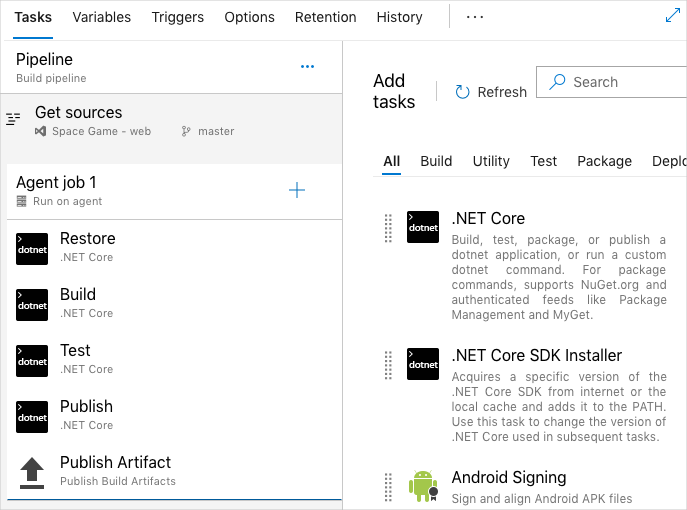 Tasks Variables Triggers Options Retention History ...
Pipeline
Build pipeline
Get sources
Space Game - web master
Agent job 1
Run on agent
dotnet
Restore
.NET Core
dotnet
Build
.NET Core
dotnet
Test
.NET Core
dotnet
Publish
.NET Core
Publish Artifact
Publish Build Artifacts
Add
tasks
Refresh
Search
All Build Utility Test Package Deplo
dotnet
.NET Core
Build, test, package, or publish a
dotnet application, or run a custom
dotnet command. For package
commands, supports NuGet.org and
authenticated feeds like Package
Management and MyGet.
dotnet
.NET Core SDK Installer
Acquires a specific version of the
.NET Core SDK from internet or the
local cache and adds it to the PATH.
Use this task to change the version of
.NET Core used in subsequent tasks.
Android Signing
Sign and align Android APK files